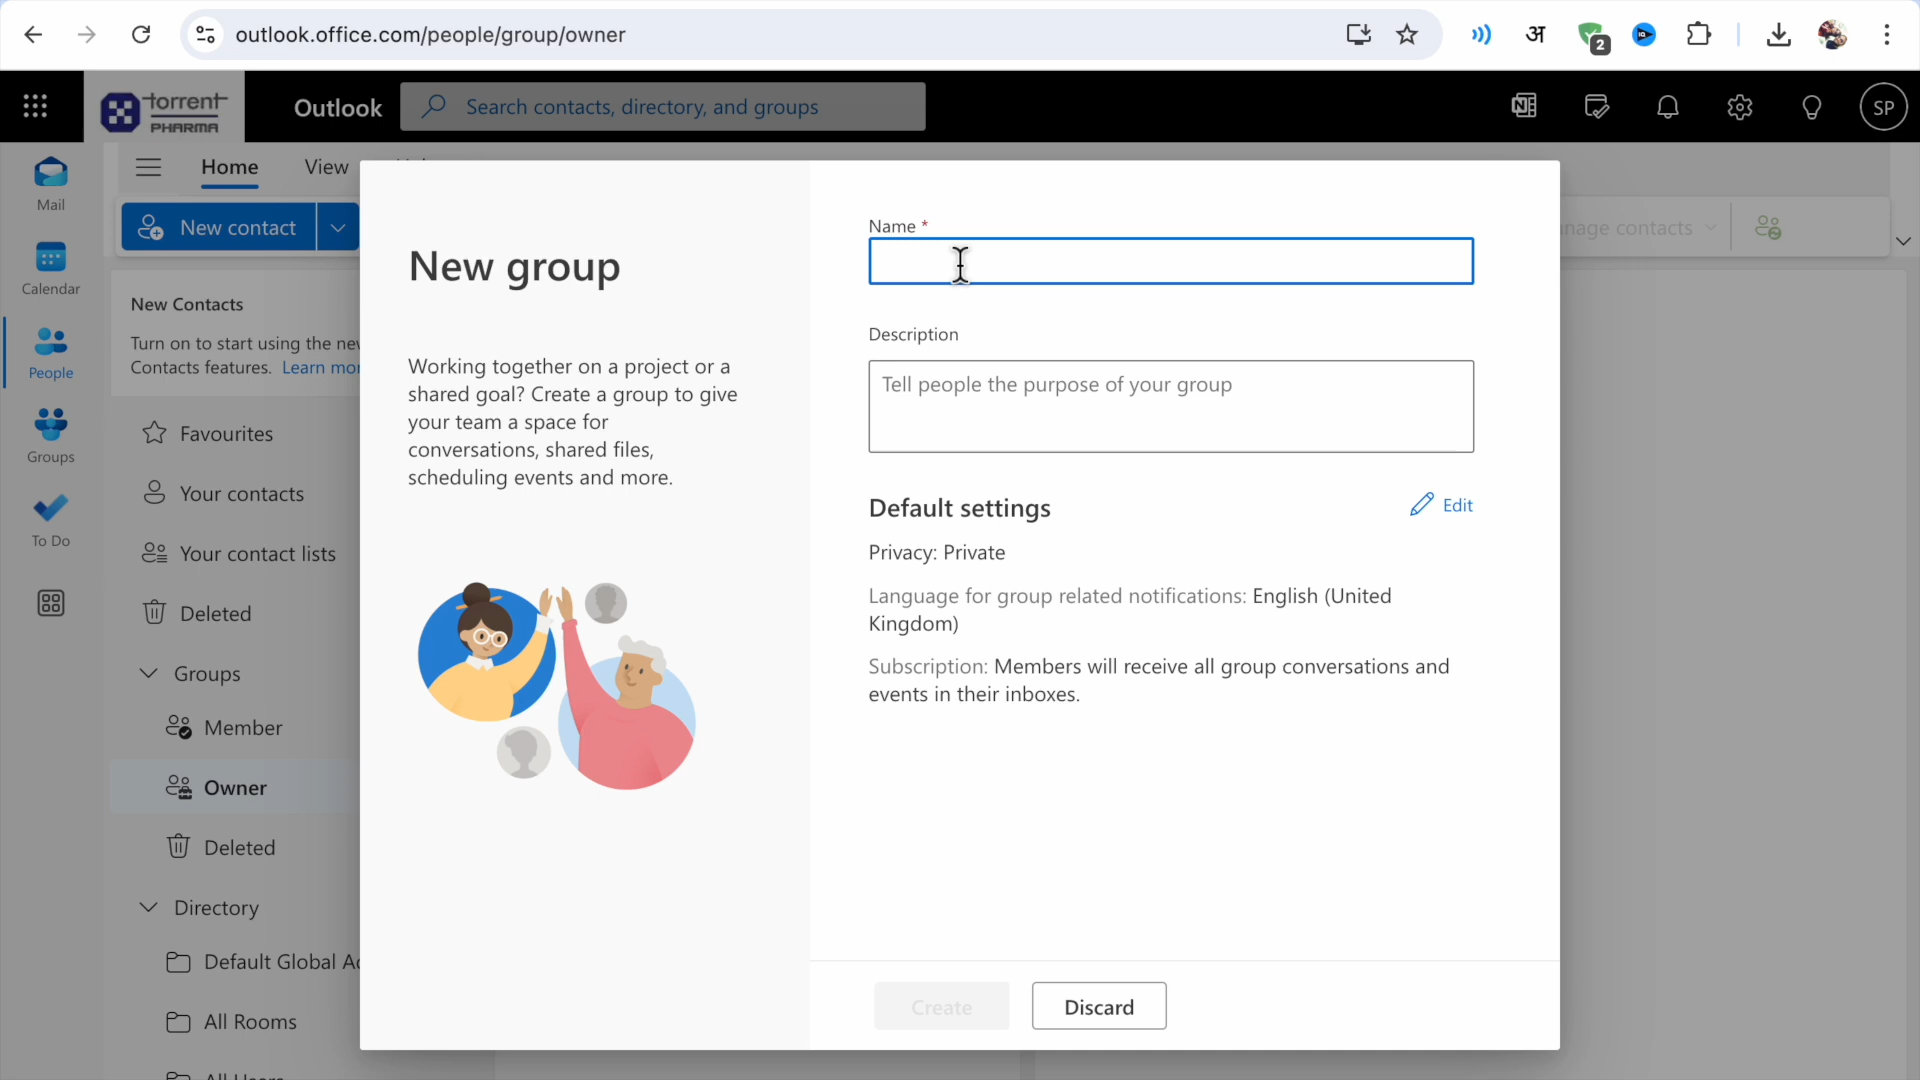 outlook.office.com/people/group/owner
अ
2
torrent
PHARMA
Outlook
Search contacts, directory, and groups
SP
Mail
Calendar
People
Groups
To Do
Home
View
New contact
nage contacts
New Contacts
Turn on to start using the new
Contacts features. Learn mor
Favourites
Your contacts
Your contact lists
Deleted
Groups
Member
Owner
Deleted
Directory
Default Global Ad
All Rooms
New group
Working together on a project or a
shared goal? Create a group to give
your team a space for
conversations, shared files,
scheduling events and more.
Name *
Description
Tell people the purpose of your group
Default settings
Edit
Privacy: Private
Language for group related notifications: English (United
Kingdom)
Subscription: Members will receive all group conversations and
events in their inboxes.
Create
Discard